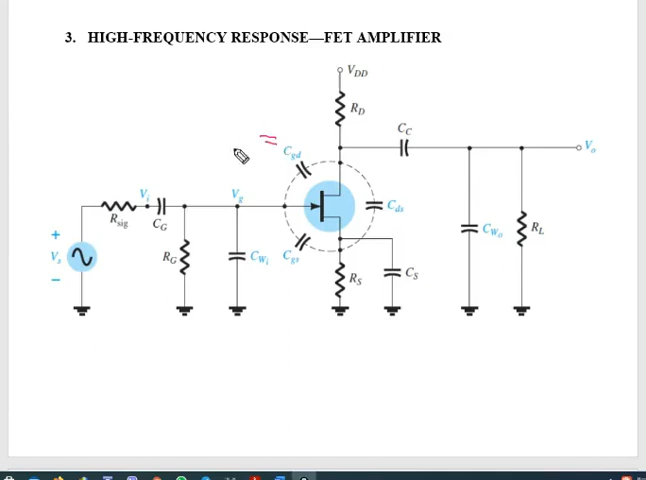 3. HIGH-FREQUENCY RESPONSE—FET AMPLIFIER
VDD
RD
CC
Vo
Cgd
Vi
Vg
Rsig
CG
Cds
+
Vs
−
RG
CWi
Cgs
RS
CS
CWo
RL